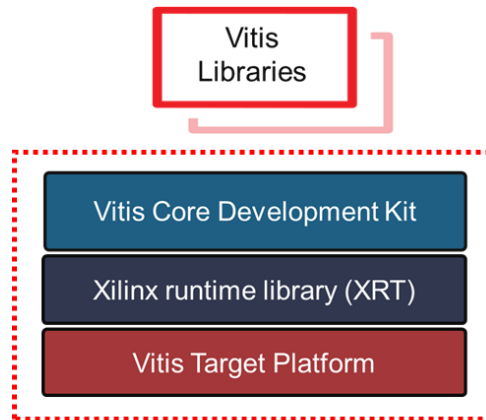 Vitis
Libraries
Vitis Core Development Kit
Xilinx runtime library (XRT)
Vitis Target Platform